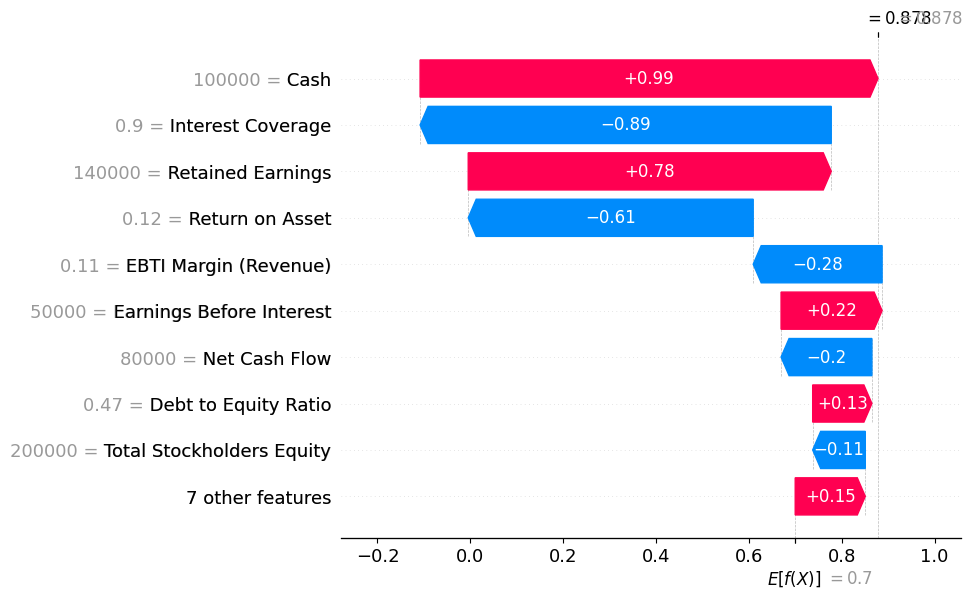 = 0.878
= 0.878
100000 = Cash
+0.99
0.9 = Interest Coverage
−0.89
140000 = Retained Earnings
+0.78
0.12 = Return on Asset
−0.61
0.11 = EBTI Margin (Revenue)
−0.28
50000 = Earnings Before Interest
+0.22
80000 = Net Cash Flow
−0.2
0.47 = Debt to Equity Ratio
+0.13
200000 = Total Stockholders Equity
−0.11
7 other features
+0.15
−0.2 0.0 0.2 0.4 0.6 0.8 1.0
E[f(X)] = 0.7